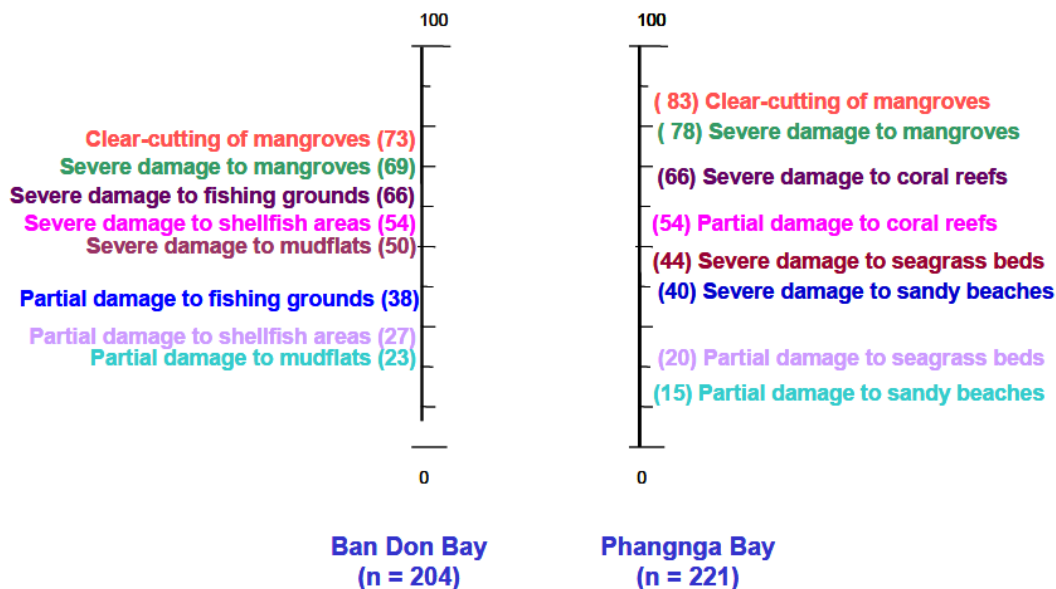 100
Clear-cutting of mangroves (73)
Severe damage to mangroves (69)
Severe damage to fishing grounds (66)
Severe damage to shellfish areas (54)
Severe damage to mudflats (50)
Partial damage to fishing grounds (38)
Partial damage to shellfish areas (27)
Partial damage to mudflats (23)
0
Ban Don Bay
(n = 204)
100
( 83) Clear-cutting of mangroves
( 78) Severe damage to mangroves
(66) Severe damage to coral reefs
(54) Partial damage to coral reefs
(44) Severe damage to seagrass beds
(40) Severe damage to sandy beaches
(20) Partial damage to seagrass beds
(15) Partial damage to sandy beaches
0
Phangnga Bay
(n = 221)